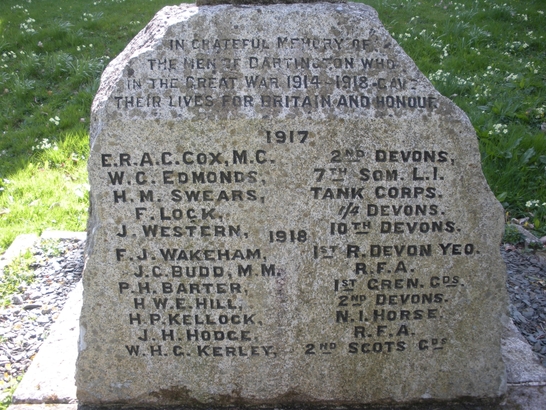 IN GRATEFUL MEMORY OF
THE MEN OF DARTINGTON WHO
IN THE GREAT WAR 1914-1918 GAVE
THEIR LIVES FOR BRITAIN AND HONOUR.
1917
E.R.A.C. COX, M.C. 2ND DEVONS,
W.G. EDMONDS, 7TH SOM. L.I.
H.M. SWEARS, TANK CORPS.
F. LOCK, 1/4 DEVONS.
J. WESTERN, 10TH DEVONS.
1918
F.J. WAKEHAM, 1ST R. DEVON YEO.
J.C. BUDD, M.M. R.F.A.
P.H. BARTER, 1ST GREN. GDS.
H.W.E. HILL, 2ND DEVONS.
H.P. KELLOCK, N.I. HORSE.
J.H. HODGE, R.F.A.
W.H.G. KERLEY, 2ND SCOTS GDS